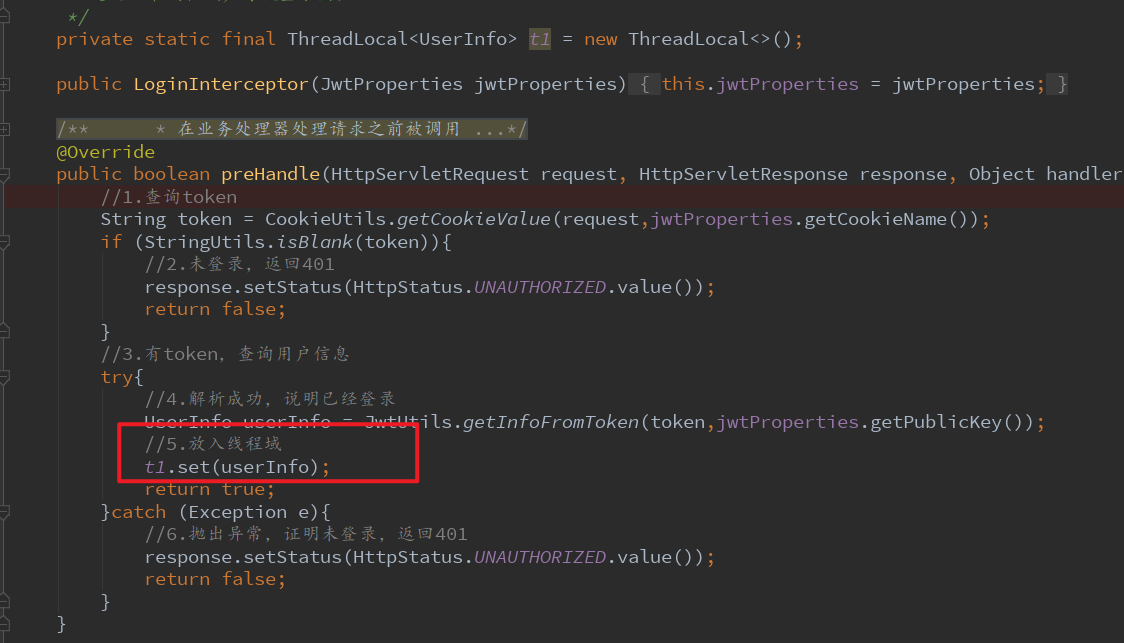 */
private static final ThreadLocal<UserInfo> t1 = new ThreadLocal<>();
public LoginInterceptor(JwtProperties jwtProperties) { this.jwtProperties = jwtProperties; }
/** * 在业务处理器处理请求之前被调用 ...*/
@Override
public boolean preHandle(HttpServletRequest request, HttpServletResponse response, Object handler
//1.查询token
String token = CookieUtils.getCookieValue(request,jwtProperties.getCookieName());
if (StringUtils.isBlank(token)){
//2.未登录，返回401
response.setStatus(HttpStatus.UNAUTHORIZED.value());
return false;
}
//3.有token，查询用户信息
try{
//4.解析成功，说明已经登录
UserInfo userInfo = JwtUtils.getInfoFromToken(token,jwtProperties.getPublicKey());
//5.放入线程域
t1.set(userInfo);
return true;
}catch (Exception e){
//6.抛出异常，证明未登录，返回401
response.setStatus(HttpStatus.UNAUTHORIZED.value());
return false;
}
}